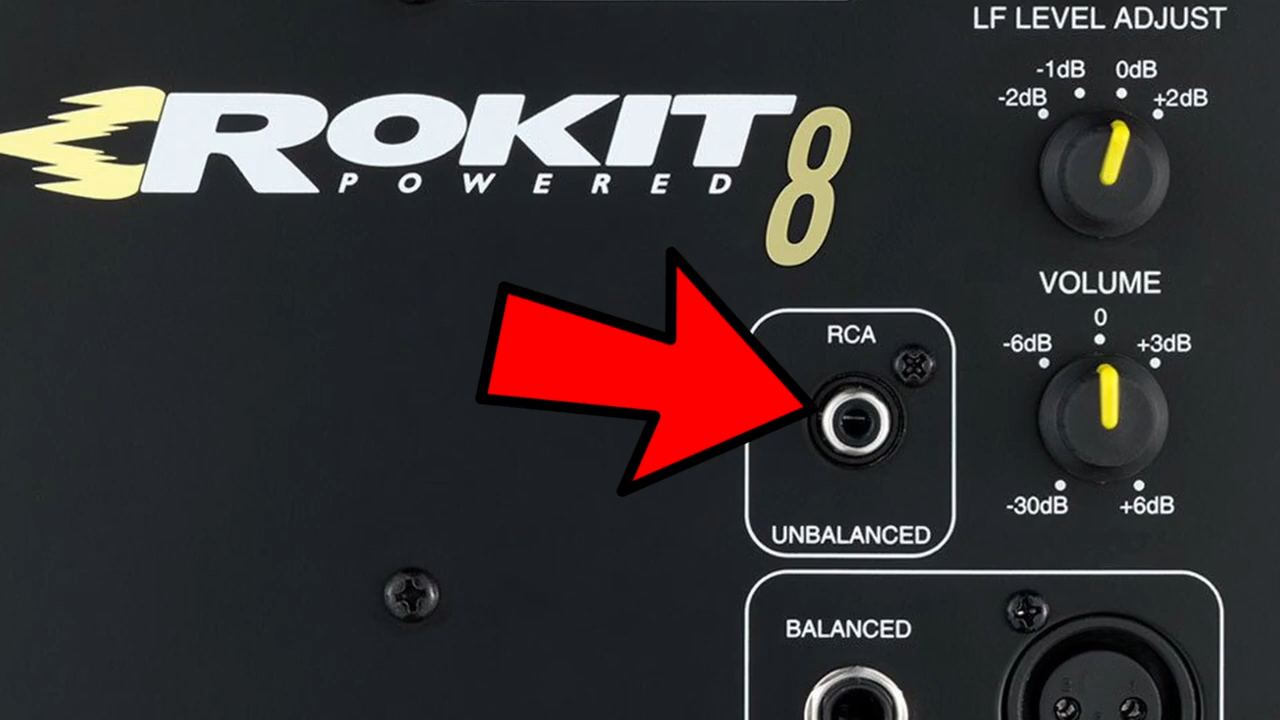 LF LEVEL ADJUST
-1dB 0dB
-2dB +2dB
ROKIT 8
POWERED
VOLUME
0
-6dB +3dB
-30dB +6dB
RCA
UNBALANCED
BALANCED